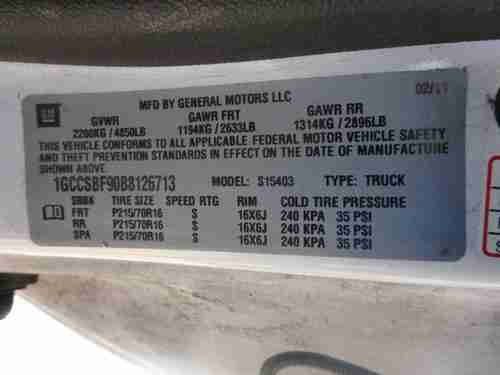 GM
02/11
MFD BY GENERAL MOTORS LLC
GVWR GAWR FRT GAWR RR
2200KG / 4850LB 1194KG / 2633LB 1314KG / 2896LB
THIS VEHICLE CONFORMS TO ALL APPLICABLE FEDERAL MOTOR VEHICLE SAFETY
AND THEFT PREVENTION STANDARDS IN EFFECT ON THE DATE OF MANUFACTURE
SHOWN ABOVE.
1GCCSBF90B8126713 MODEL: S15403 TYPE: TRUCK
SBBK TIRE SIZE SPEED RTG RIM COLD TIRE PRESSURE
FRT P215/70R16 S 16X6J 240 KPA 35 PSI
RR P215/70R16 S 16X6J 240 KPA 35 PSI
SPA P215/70R16 S 16X6J 240 KPA 35 PSI